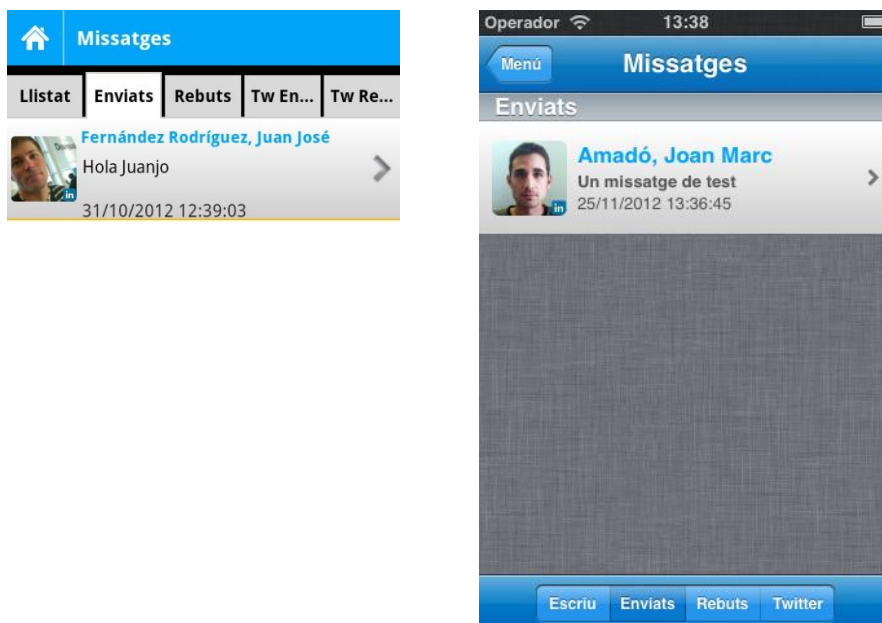 Missatges
Llistat Enviats Rebuts Tw En... Tw Re...
Fernández Rodríguez, Juan José
Hola Juanjo
31/10/2012 12:39:03
in
Operador 13:38
Menú Missatges
Enviats
Amadó, Joan Marc
Un missatge de test
25/11/2012 13:36:45
in
Escriu Enviats Rebuts Twitter